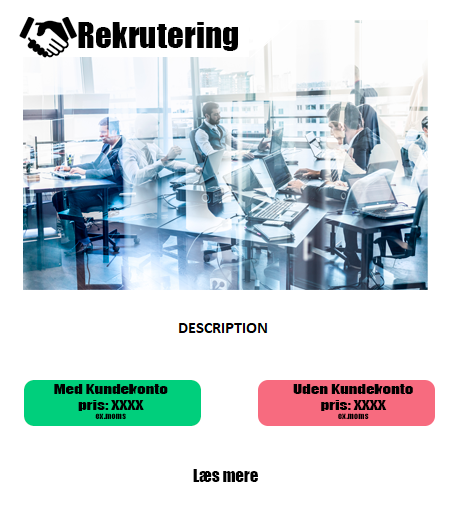 Rekrutering
DESCRIPTION
Med Kundekonto
pris: XXXX
ex.moms
Uden Kundekonto
pris: XXXX
ex.moms
Læs mere